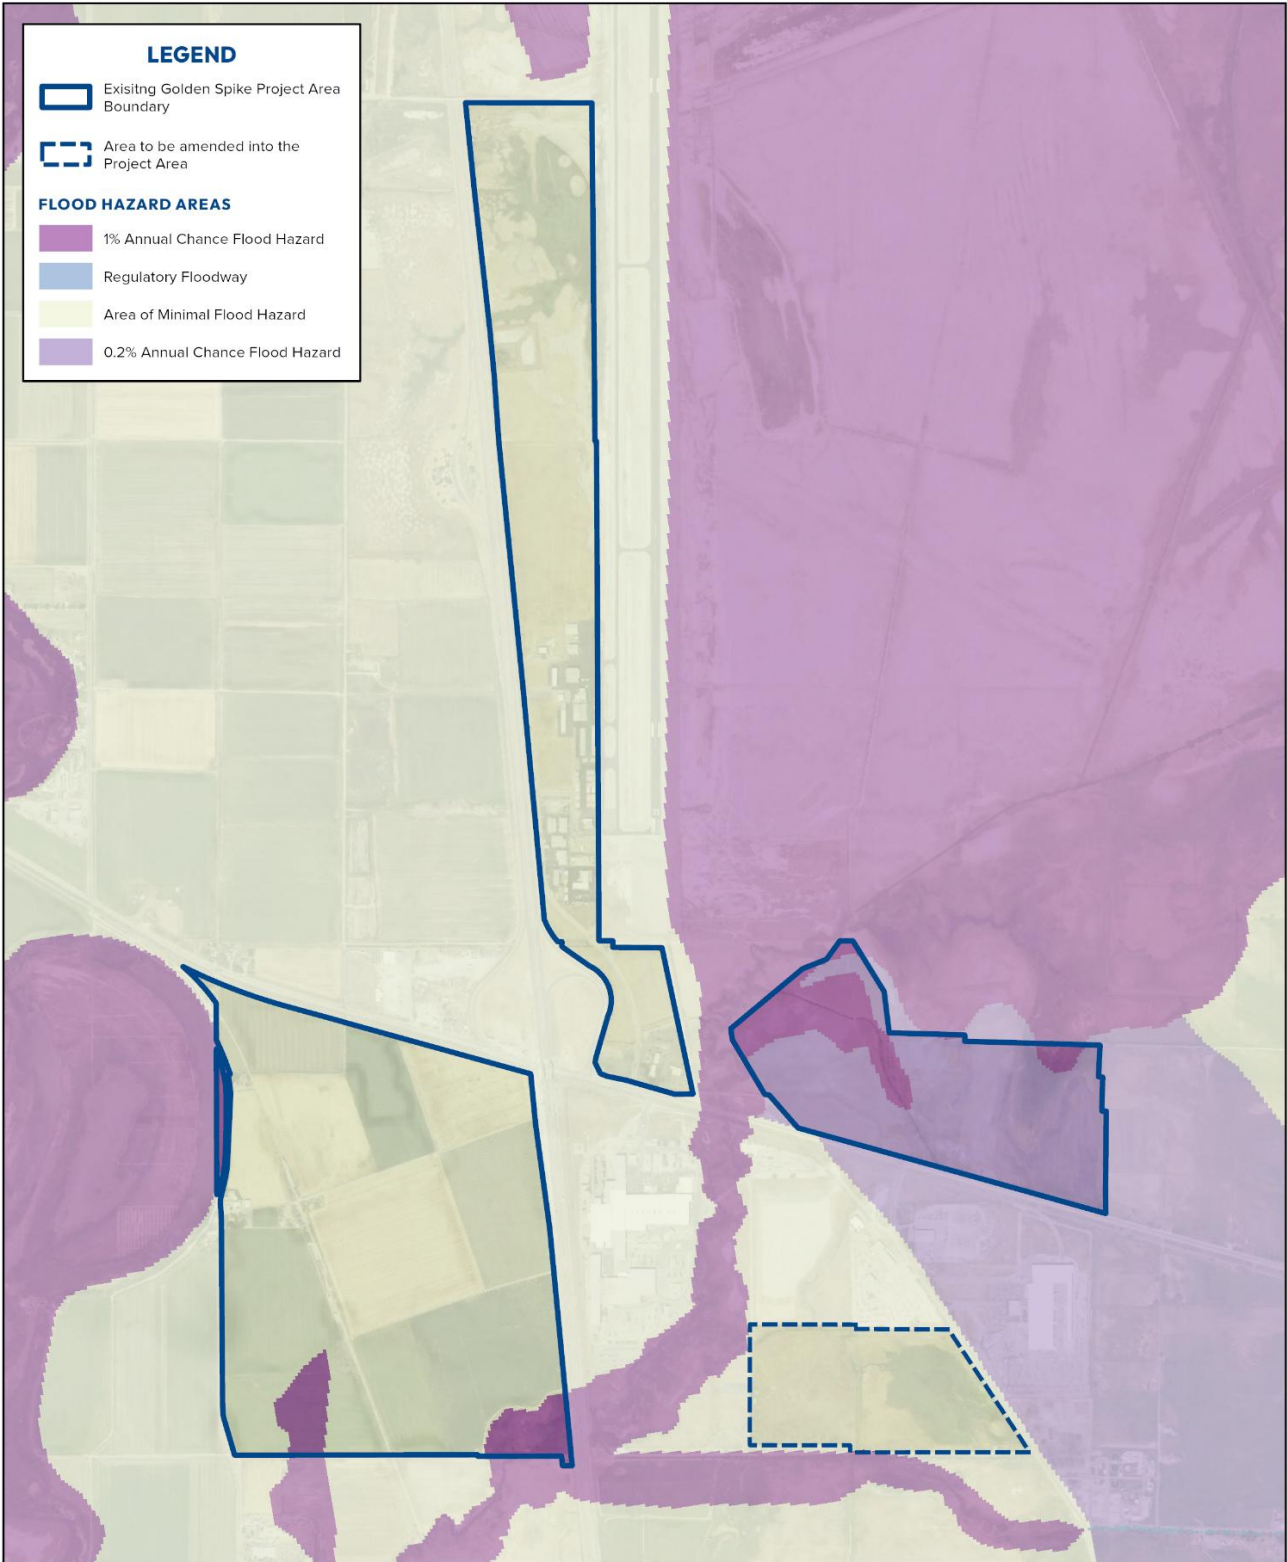 LEGEND
Exisitng Golden Spike Project Area
Boundary
Area to be amended into the
Project Area
FLOOD HAZARD AREAS
1% Annual Chance Flood Hazard
Regulatory Floodway
Area of Minimal Flood Hazard
0.2% Annual Chance Flood Hazard